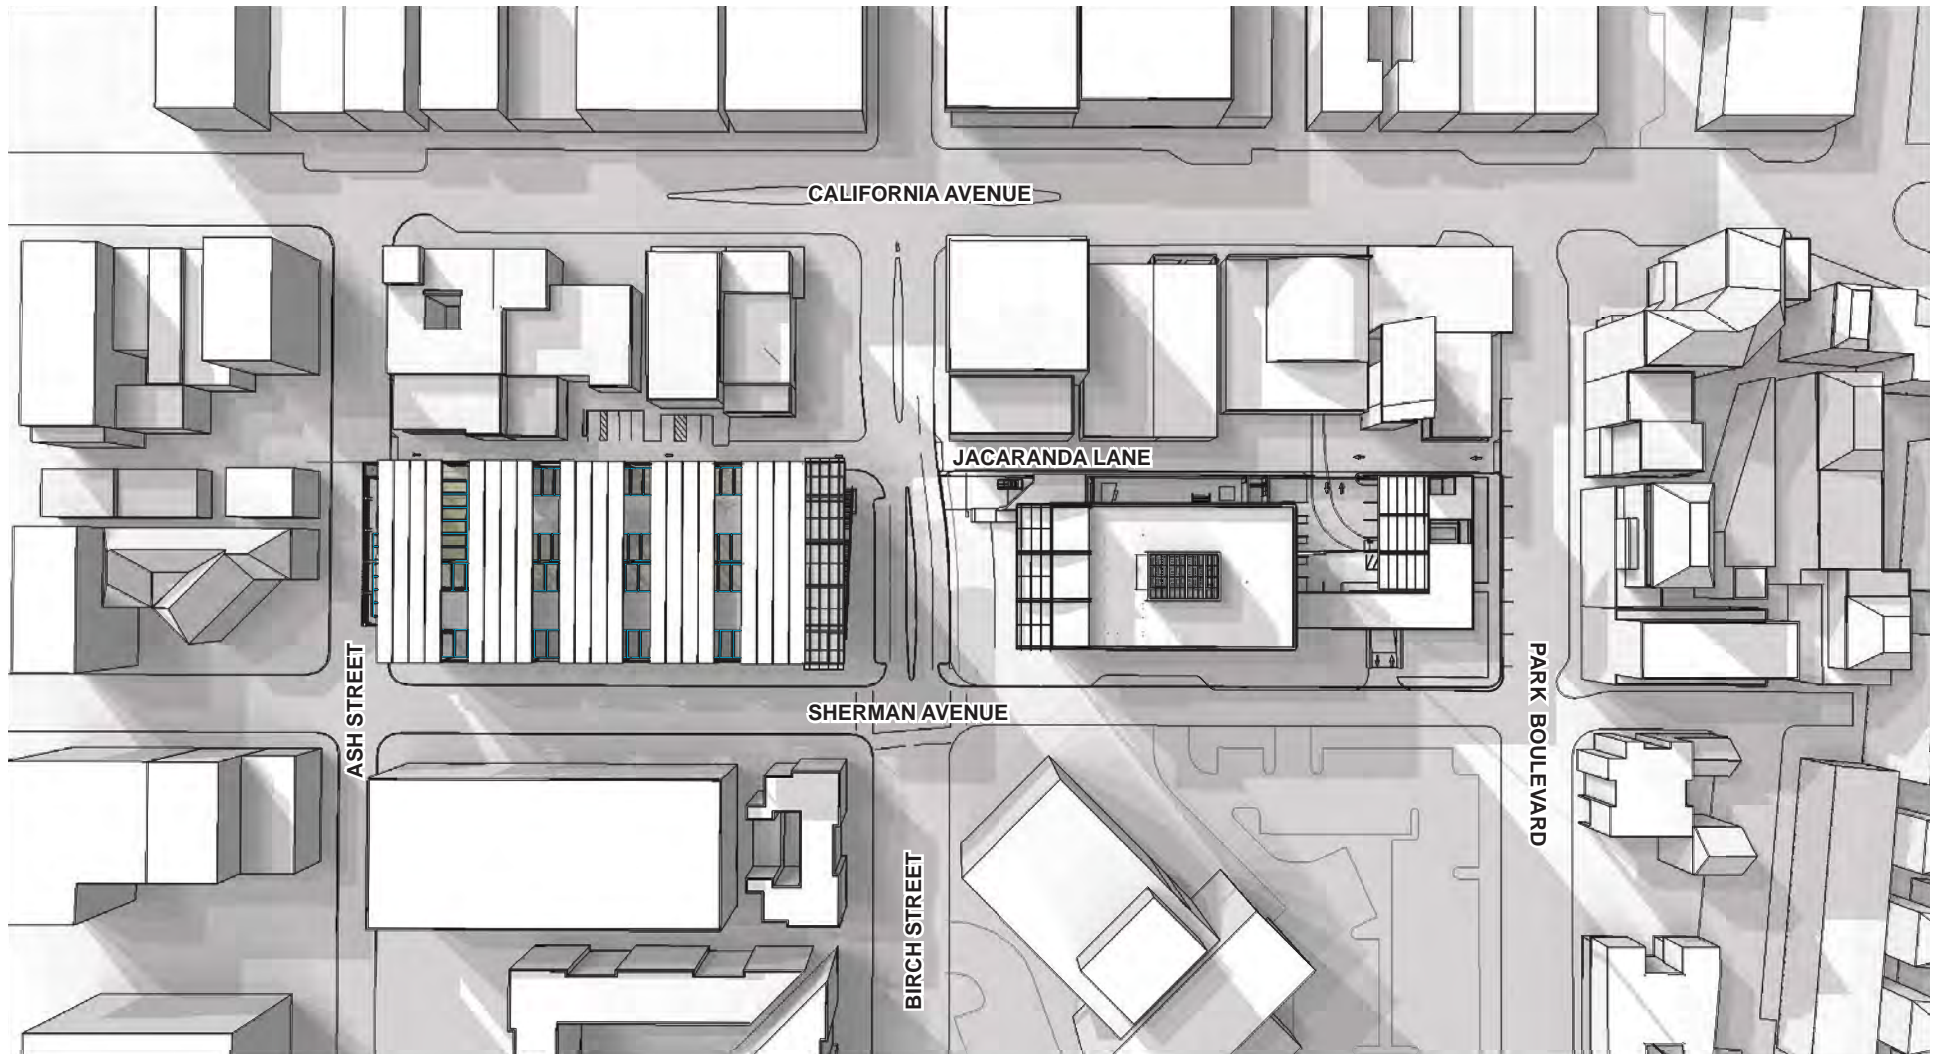 CALIFORNIA AVENUE
JACARANDA LANE
ASH STREET
SHERMAN AVENUE
PARK BOULEVARD
BIRCH STREET